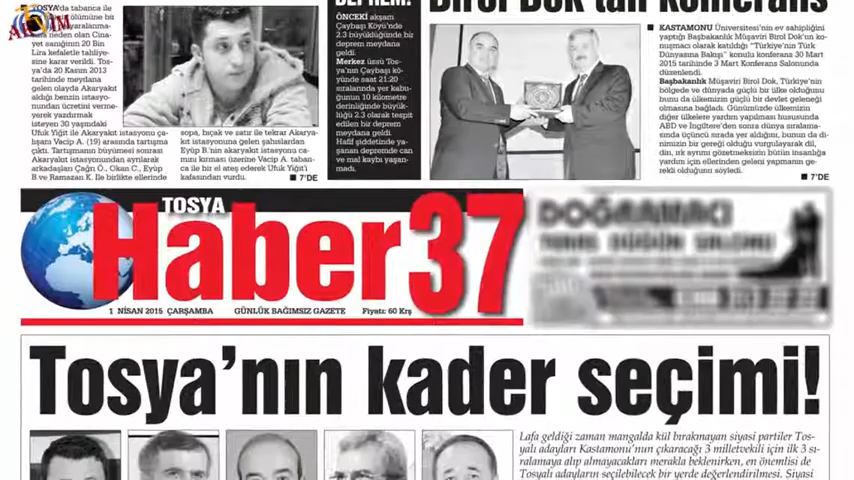 TOSYA'da tabanca ile
neden olan Cina-
yet sanığının 20 Bin
Lira kefaletle tahliye-
sine karar verildi. Tos-
ya'da 20 Kasım 2013
tarihinde meydana
gelen olayda Akaryakıt
aldığı benzin istasyo-
nundan ücretini vermeyerek
yazdırmak
isteyen 30 yaşındaki
Ufuk Yiğit ile Akaryakıt istasyonu çalı-
şanı Vacip A. (19) arasında tartışma
çıktı. Tartışmanın büyümesi sonrası
Akaryakıt istasyonundan ayrılarak
arkadaşları Çağrı Ö., Okan C., Eyüp
B ve Ramazan K. İle birlikte ellerinde
sopa, bıçak ve satır ile tekrar Akarya-
kıt istasyonuna gelen şahıslardan
Eyüp B.'nin akaryakıt istasyonu ca-
mını kırması üzerine Vacip A. tabanca
ile bir el ateş ederek Ufuk Yiğit'i
kafasından vurdu.
7'DE
DEPREM!
ÖNCEKİ akşam
Çaybaşı Köyü'nde
2.3 büyüklüğünde bir
deprem meydana
geldi.
Merkez üssü Tos-
ya'nın Çaybaşı kö-
yünde saat 21:20
sıralarında yer kabu-
ğunun 10 kilometre
derinliğinde büyük-
lüğü 2.3 olarak tespit
edilen bir deprem
meydana geldi.
Hafif şiddetinde ya-
şanan depremde can
ve mal kaybı yaşan-
madı.
Birol Dok'tan konferans
KASTAMONU Üniversitesi'nin ev sahipliğini
yaptığı Başbakanlık Müşaviri Birol Dok'un ko-
nuşmacı olarak katıldığı "Türkiye'nin Türk
Dünyasına Bakışı" konulu konferans 30 Mart 2015
tarihinde 3 Mart Konferans Salonunda
düzenlendi.
Başbakanlık Müşaviri Birol Dok, Türkiye'nin
bölgede ve dünyada güçlü bir ülke olduğunu
bunu da ülkemizin güçlü bir devlet geleneği
olmasına bağladı. Günümüzde ülkemizin
diğer ülkelere yardım yapılması hususunda
ABD ve İngiltere'den sonra dünya sıralama-
sında üçüncü sırada yer aldığını, bunun da di-
nimizin bir gereği olduğu vurgulayarak dil,
din, ırk ayrımı gözetmeksizin bütün insanlığa
yardım için ellerinden geleni yapmanın ge-
rekli olduğunu söyledi.
7'DE
TOSYA
Haber37
1 NİSAN 2015 ÇARŞAMBA GÜNLÜK BAĞIMSIZ GAZETE Fiyatı: 60 Krş
DOĞRAMACI
Tosya'nın kader seçimi!
Lafa geldiği zaman mangalda kül bırakmayan siyasi partiler Tos-
yalı adayları Kastamonu'nun çıkaracağı 3 milletvekili için ilk 3 sı-
ralamaya alıp almayacakları merakla beklenirken, en önemlisi de
Tosyalı adayların seçilebilecek bir yerde değerlendirilmesi. Siyasi